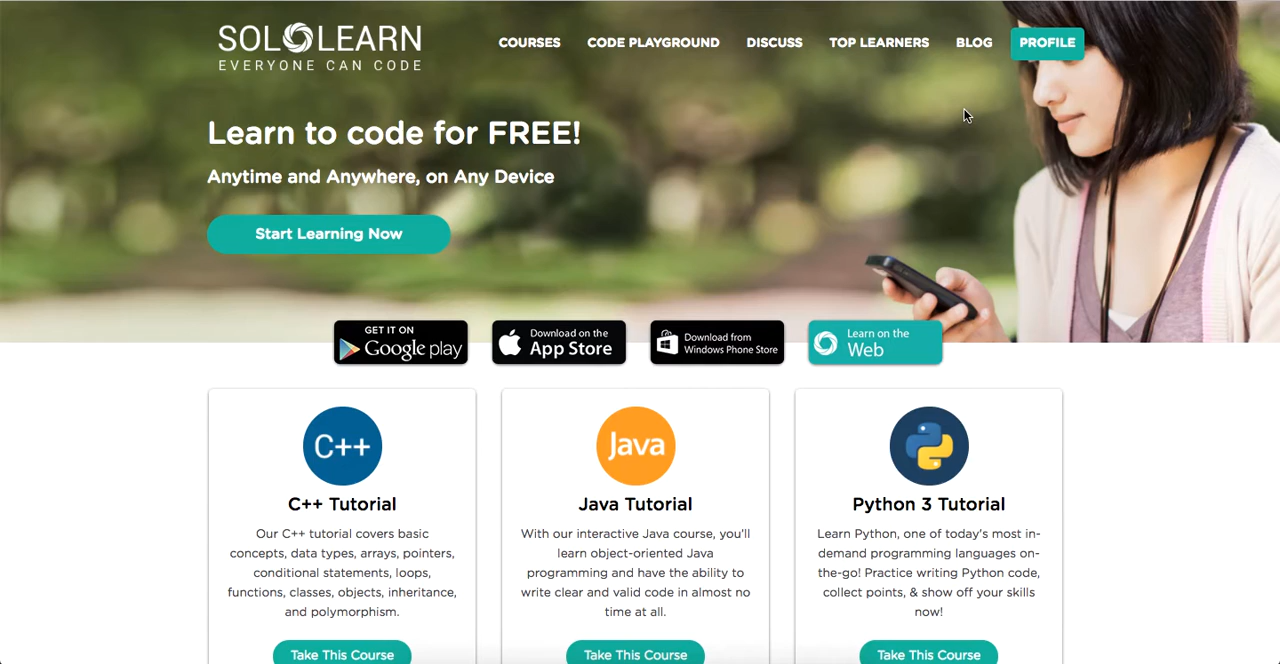 SOLOLEARN
EVERYONE CAN CODE
COURSES CODE PLAYGROUND DISCUSS TOP LEARNERS BLOG PROFILE
Learn to code for FREE!
Anytime and Anywhere, on Any Device
Start Learning Now
GET IT ON
Google play
Download on the
App Store
Download from
Windows Phone Store
Learn on the
Web
C++
C++ Tutorial
Our C++ tutorial covers basic
concepts, data types, arrays, pointers,
conditional statements, loops,
functions, classes, objects, inheritance,
and polymorphism.
Take This Course
Java
Java Tutorial
With our interactive Java course, you'll
learn object-oriented Java
programming and have the ability to
write clear and valid code in almost no
time at all.
Take This Course
Python 3 Tutorial
Learn Python, one of today's most in-
demand programming languages on-
the-go! Practice writing Python code,
collect points, & show off your skills
now!
Take This Course